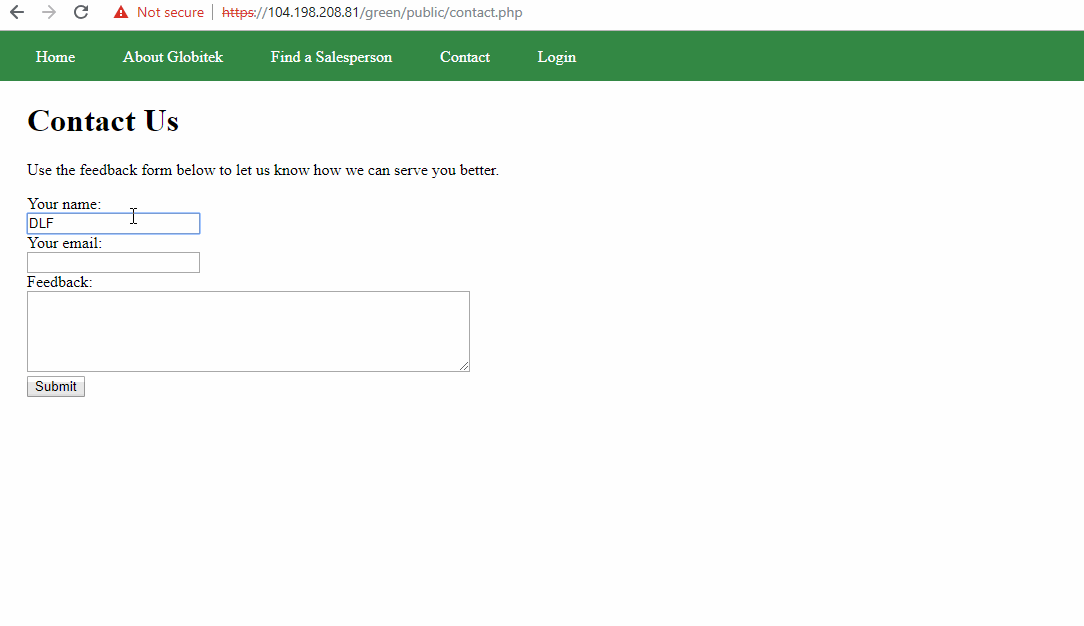 Not secure https://104.198.208.81/green/public/contact.php
Home About Globitek Find a Salesperson Contact Login
Contact Us
Use the feedback form below to let us know how we can serve you better.
Your name:
DLF
Your email:
Feedback:
Submit